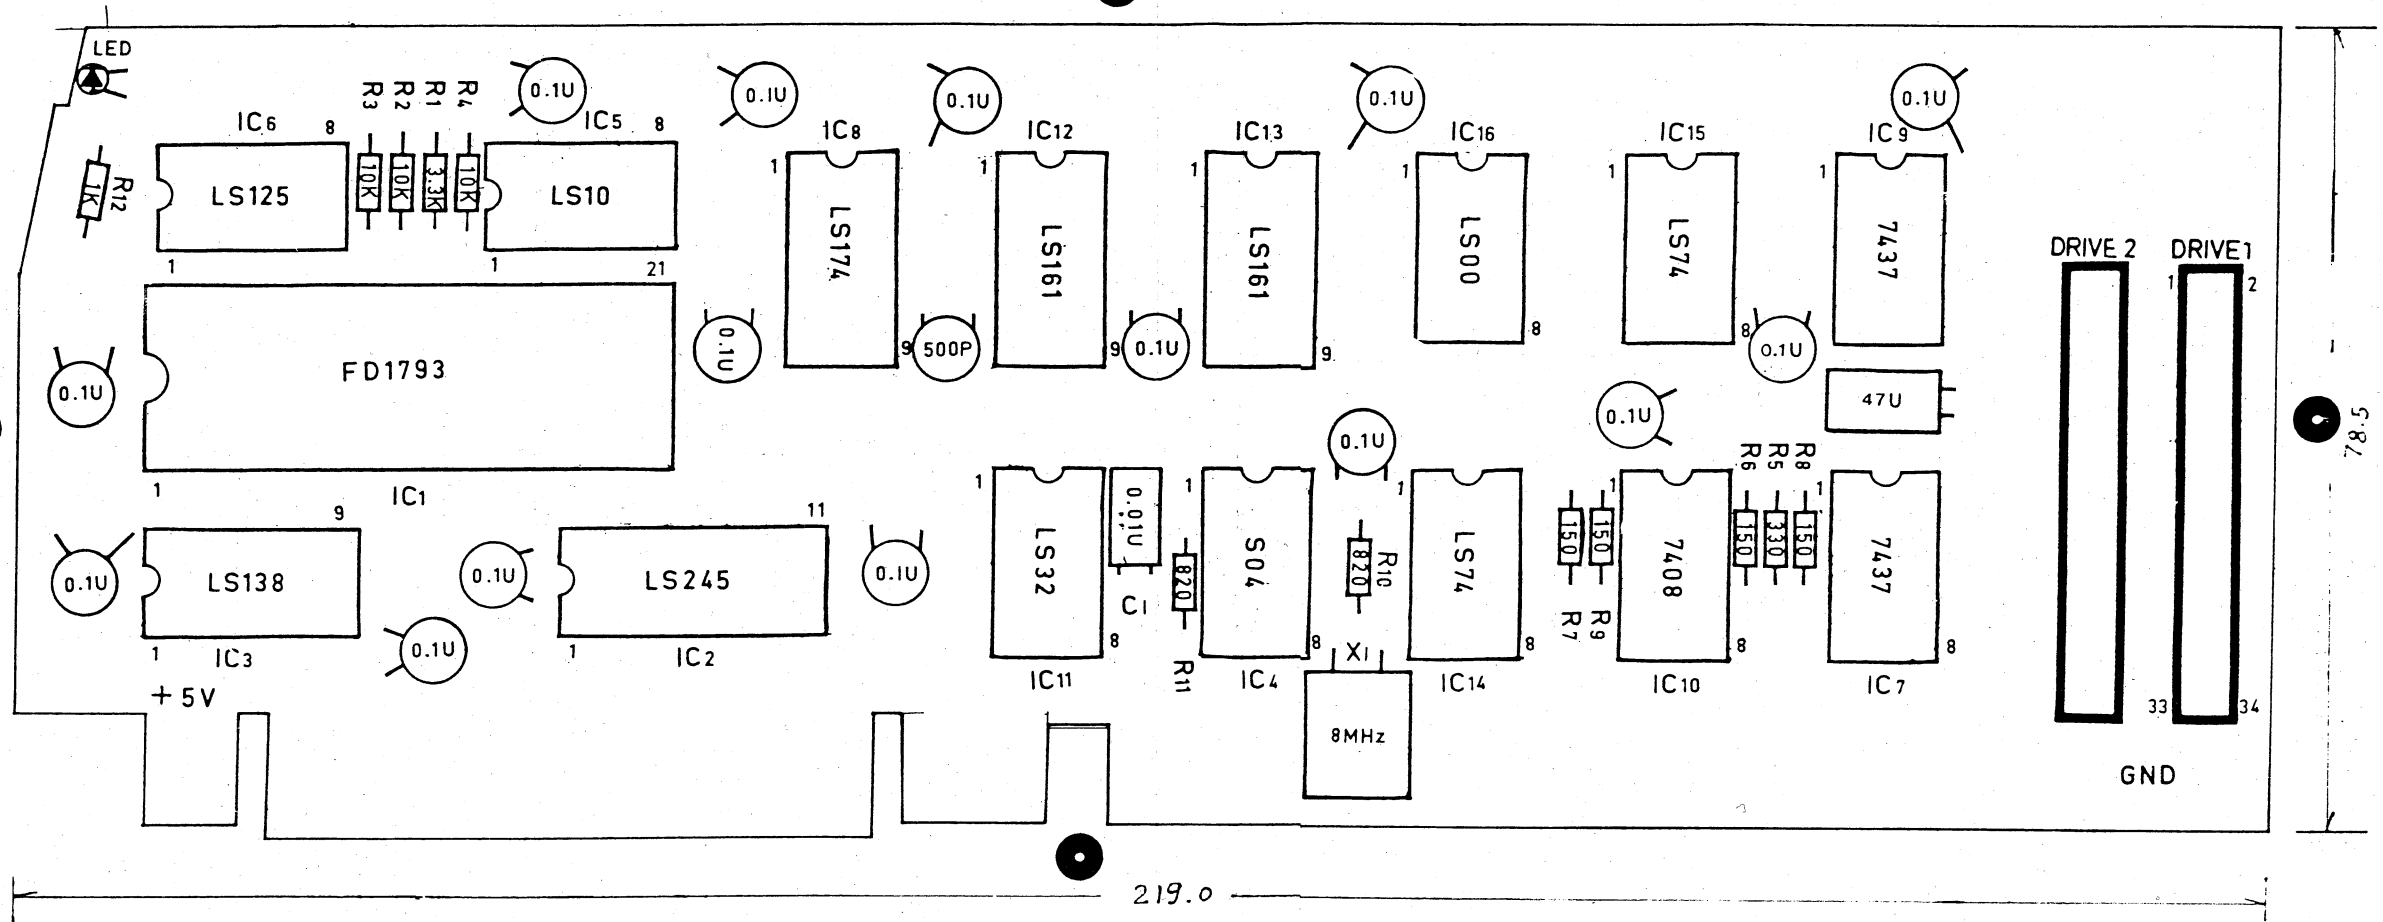 LED
R3
R2
R1
R4
0.1U
0.1U
0.1U
0.1U
0.1U
IC6
8
IC5
8
IC8
IC12
IC13
IC16
IC15
IC9
1
1
1
1
1
1
1K
R12
LS125
10K
10K
3.3K
10K
LS10
LS174
LS161
LS161
LS00
LS74
7437
DRIVE 2
DRIVE1
1
1
21
1
2
FD1793
0.1U
0.1U
9
500P
9
0.1U
9
8
8
0.1U
47U
0.1U
0.1U
78.5
1
IC1
9
11
1
1
1
R6
R5
R8
1
1
0.1U
LS138
0.1U
LS245
0.1U
LS32
0.01U
820
S04
820
R10
LS74
150
150
7408
150
330
150
7437
C1
R7
R9
1
IC3
0.1U
1
IC2
8
8
X1
8
8
8
+5V
IC11
R11
IC4
IC14
IC10
IC7
33
34
8MHz
GND
219.0